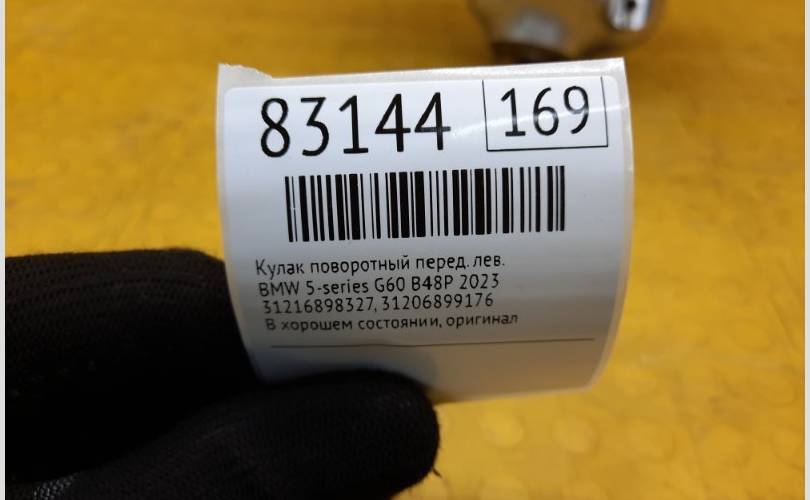 83144 169
Кулак поворотный перед. лев.
BMW 5-series G60 B48P 2023
31216898327, 31206899176
В хорошем состоянии, оригинал